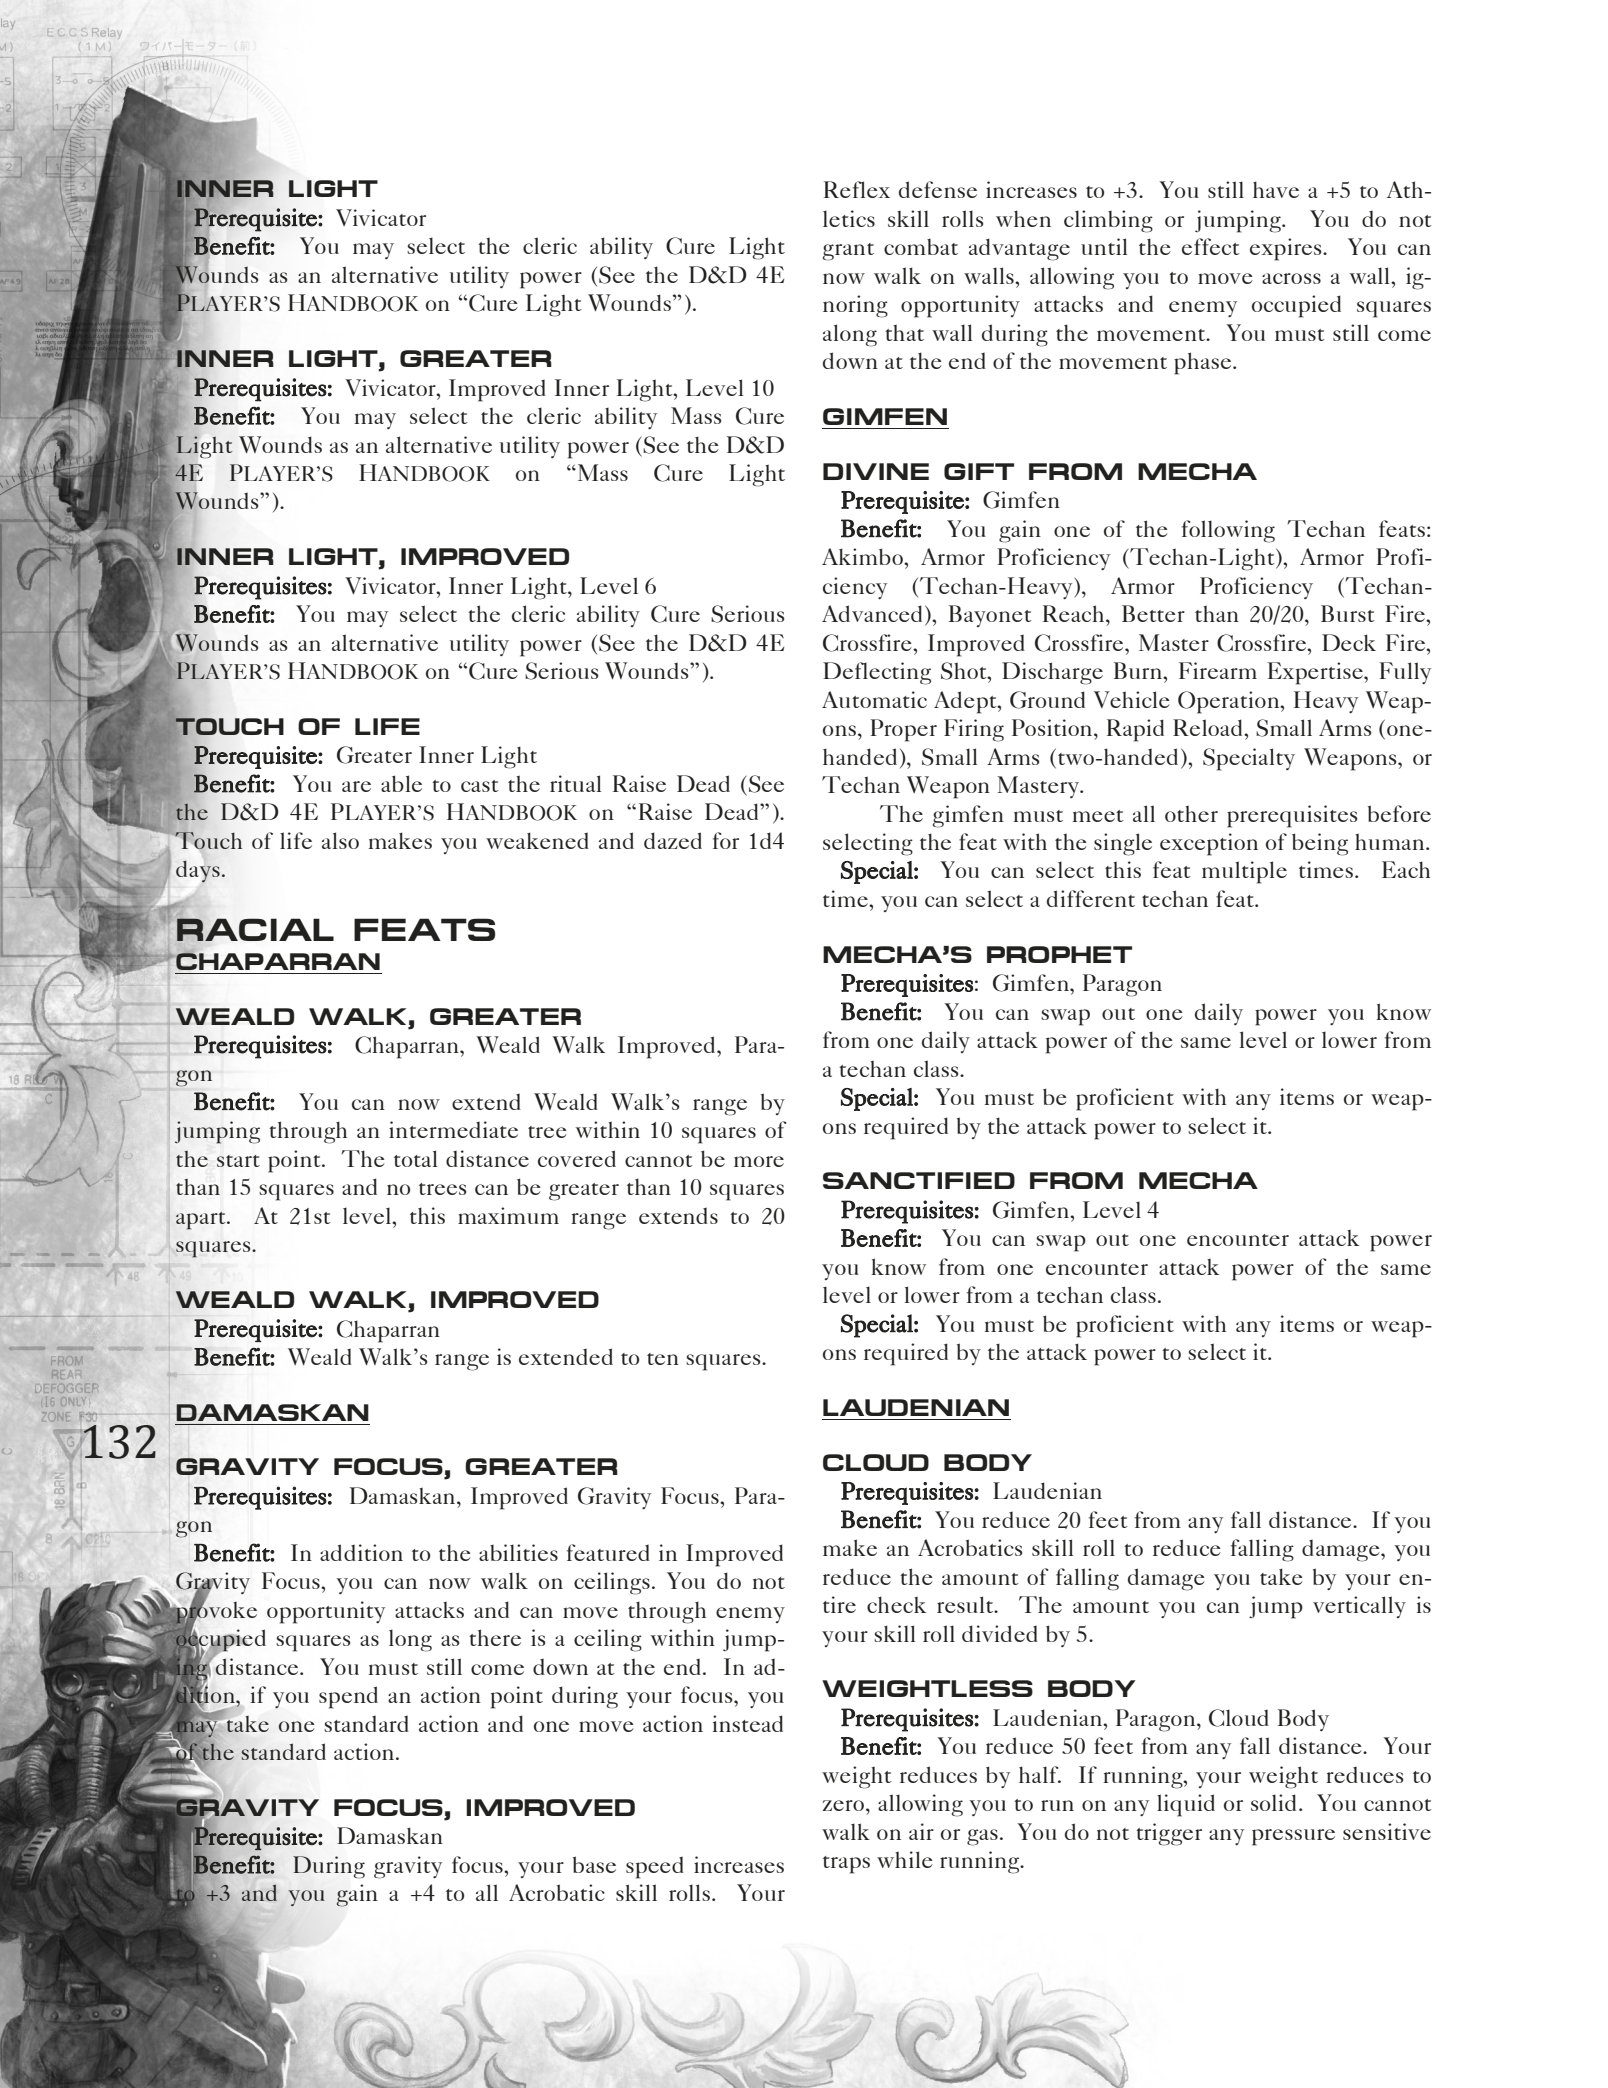 ECCS Relay
(1M)
ワイパーモーター（前）
INNER LIGHT
Prerequisite: Vivicator
Benefit: You may select the cleric ability Cure Light
Wounds as an alternative utility power (See the D&D 4E
PLAYER'S HANDBOOK on “Cure Light Wounds”).
INNER LIGHT, GREATER
Prerequisites: Vivicator, Improved Inner Light, Level 10
Benefit: You may select the cleric ability Mass Cure
Light Wounds as an alternative utility power (See the D&D
4E PLAYER'S HANDBOOK on “Mass Cure Light
Wounds”).
INNER LIGHT, IMPROVED
Prerequisites: Vivicator, Inner Light, Level 6
Benefit: You may select the cleric ability Cure Serious
Wounds as an alternative utility power (See the D&D 4E
PLAYER'S HANDBOOK on “Cure Serious Wounds”).
TOUCH OF LIFE
Prerequisite: Greater Inner Light
Benefit: You are able to cast the ritual Raise Dead (See
the D&D 4E PLAYER'S HANDBOOK on “Raise Dead”).
Touch of life also makes you weakened and dazed for 1d4
days.
RACIAL FEATS
CHAPARRAN
WEALD WALK, GREATER
Prerequisites: Chaparran, Weald Walk Improved, Para-
gon
Benefit: You can now extend Weald Walk's range by
jumping through an intermediate tree within 10 squares of
the start point. The total distance covered cannot be more
than 15 squares and no trees can be greater than 10 squares
apart. At 21st level, this maximum range extends to 20
squares.
WEALD WALK, IMPROVED
Prerequisite: Chaparran
Benefit: Weald Walk's range is extended to ten squares.
FROM
REAR
DEFOGGER
(16 ONLY)
ZONE F30
132
DAMASKAN
GRAVITY FOCUS, GREATER
Prerequisites: Damaskan, Improved Gravity Focus, Para-
gon
Benefit: In addition to the abilities featured in Improved
Gravity Focus, you can now walk on ceilings. You do not
provoke opportunity attacks and can move through enemy
occupied squares as long as there is a ceiling within jump-
ing distance. You must still come down at the end. In ad-
dition, if you spend an action point during your focus, you
may take one standard action and one move action instead
of the standard action.
GRAVITY FOCUS, IMPROVED
Prerequisite: Damaskan
Benefit: During gravity focus, your base speed increases
to +3 and you gain a +4 to all Acrobatic skill rolls. Your
Reflex defense increases to +3. You still have a +5 to Ath-
letics skill rolls when climbing or jumping. You do not
grant combat advantage until the effect expires. You can
now walk on walls, allowing you to move across a wall, ig-
noring opportunity attacks and enemy occupied squares
along that wall during the movement. You must still come
down at the end of the movement phase.
GIMFEN
DIVINE GIFT FROM MECHA
Prerequisite: Gimfen
Benefit: You gain one of the following Techan feats:
Akimbo, Armor Proficiency (Techan-Light), Armor Profi-
ciency (Techan-Heavy), Armor Proficiency (Techan-
Advanced), Bayonet Reach, Better than 20/20, Burst Fire,
Crossfire, Improved Crossfire, Master Crossfire, Deck Fire,
Deflecting Shot, Discharge Burn, Firearm Expertise, Fully
Automatic Adept, Ground Vehicle Operation, Heavy Weap-
ons, Proper Firing Position, Rapid Reload, Small Arms (one-
handed), Small Arms (two-handed), Specialty Weapons, or
Techan Weapon Mastery.
The gimfen must meet all other prerequisites before
selecting the feat with the single exception of being human.
Special: You can select this feat multiple times. Each
time, you can select a different techan feat.
MECHA'S PROPHET
Prerequisites: Gimfen, Paragon
Benefit: You can swap out one daily power you know
from one daily attack power of the same level or lower from
a techan class.
Special: You must be proficient with any items or weap-
ons required by the attack power to select it.
SANCTIFIED FROM MECHA
Prerequisites: Gimfen, Level 4
Benefit: You can swap out one encounter attack power
you know from one encounter attack power of the same
level or lower from a techan class.
Special: You must be proficient with any items or weap-
ons required by the attack power to select it.
LAUDENIAN
CLOUD BODY
Prerequisites: Laudenian
Benefit: You reduce 20 feet from any fall distance. If you
make an Acrobatics skill roll to reduce falling damage, you
reduce the amount of falling damage you take by your en-
tire check result. The amount you can jump vertically is
your skill roll divided by 5.
WEIGHTLESS BODY
Prerequisites: Laudenian, Paragon, Cloud Body
Benefit: You reduce 50 feet from any fall distance. Your
weight reduces by half. If running, your weight reduces to
zero, allowing you to run on any liquid or solid. You cannot
walk on air or gas. You do not trigger any pressure sensitive
traps while running.